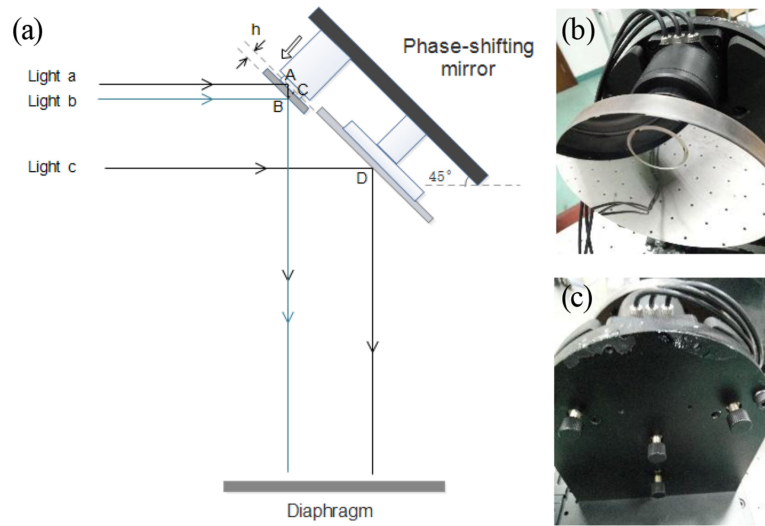 (a)
h
Phase-shifting
mirror
Light a
A
C
Light b
B
Light c
D
45°
Diaphragm
(b)
(c)